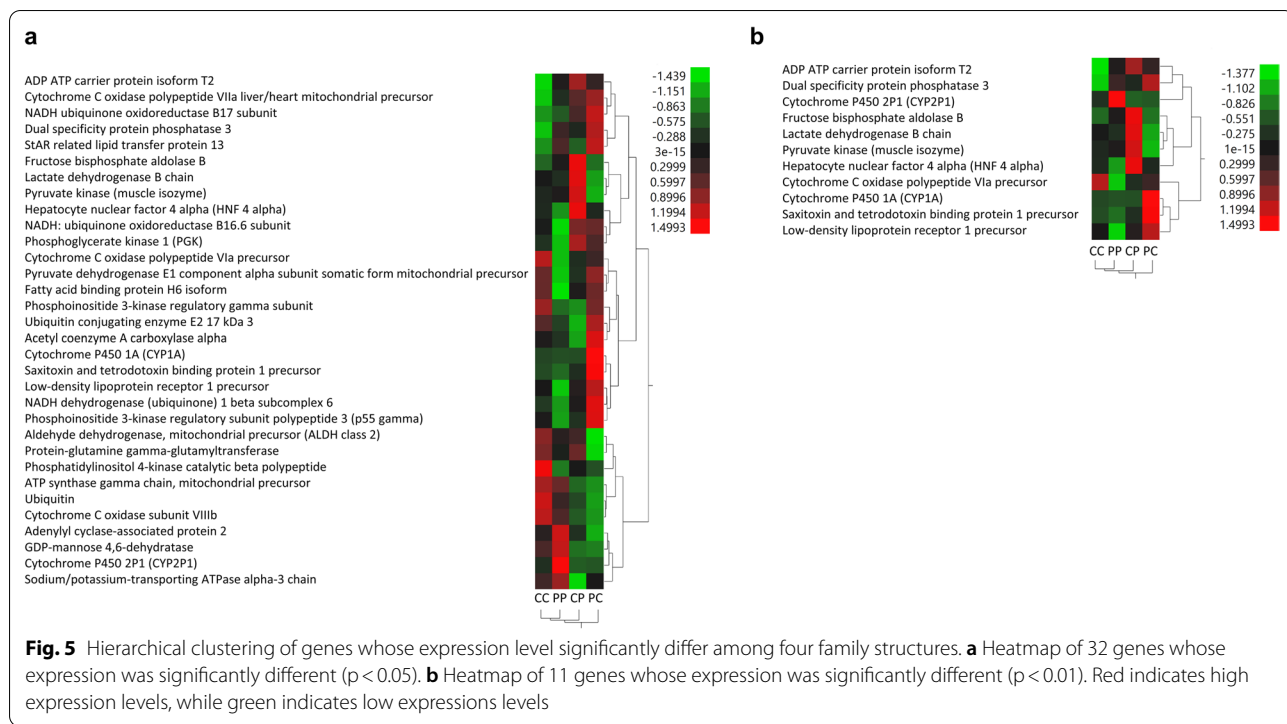 a
ADP ATP carrier protein isoform T2
Cytochrome C oxidase polypeptide VIIa liver/heart mitochondrial precursor
NADH ubiquinone oxidoreductase B17 subunit
Dual specificity protein phosphatase 3
StAR related lipid transfer protein 13
Fructose bisphosphate aldolase B
Lactate dehydrogenase B chain
Pyruvate kinase (muscle isozyme)
Hepatocyte nuclear factor 4 alpha (HNF 4 alpha)
NADH: ubiquinone oxidoreductase B16.6 subunit
Phosphoglycerate kinase 1 (PGK)
Cytochrome C oxidase polypeptide VIa precursor
Pyruvate dehydrogenase E1 component alpha subunit somatic form mitochondrial precursor
Fatty acid binding protein H6 isoform
Phosphoinositide 3-kinase regulatory gamma subunit
Ubiquitin conjugating enzyme E2 17 kDa 3
Acetyl coenzyme A carboxylase alpha
Cytochrome P450 1A (CYP1A)
Saxitoxin and tetrodotoxin binding protein 1 precursor
Low-density lipoprotein receptor 1 precursor
NADH dehydrogenase (ubiquinone) 1 beta subcomplex 6
Phosphoinositide 3-kinase regulatory subunit polypeptide 3 (p55 gamma)
Aldehyde dehydrogenase, mitochondrial precursor (ALDH class 2)
Protein-glutamine gamma-glutamyltransferase
Phosphatidylinositol 4-kinase catalytic beta polypeptide
ATP synthase gamma chain, mitochondrial precursor
Ubiquitin
Cytochrome C oxidase subunit VIIIb
Adenylyl cyclase-associated protein 2
GDP-mannose 4,6-dehydratase
Cytochrome P450 2P1 (CYP2P1)
Sodium/potassium-transporting ATPase alpha-3 chain
CC PP CP PC
-1.439
-1.151
-0.863
-0.575
-0.288
3e-15
0.2999
0.5997
0.8996
1.1994
1.4993
b
ADP ATP carrier protein isoform T2
Dual specificity protein phosphatase 3
Cytochrome P450 2P1 (CYP2P1)
Fructose bisphosphate aldolase B
Lactate dehydrogenase B chain
Pyruvate kinase (muscle isozyme)
Hepatocyte nuclear factor 4 alpha (HNF 4 alpha)
Cytochrome C oxidase polypeptide VIa precursor
Cytochrome P450 1A (CYP1A)
Saxitoxin and tetrodotoxin binding protein 1 precursor
Low-density lipoprotein receptor 1 precursor
CC PP CP PC
-1.377
-1.102
-0.826
-0.551
-0.275
1e-15
0.2999
0.5997
0.8996
1.1994
1.4993
Fig. 5 Hierarchical clustering of genes whose expression level significantly differ among four family structures. a Heatmap of 32 genes whose
expression was significantly different (p < 0.05). b Heatmap of 11 genes whose expression was significantly different (p < 0.01). Red indicates high
expression levels, while green indicates low expressions levels